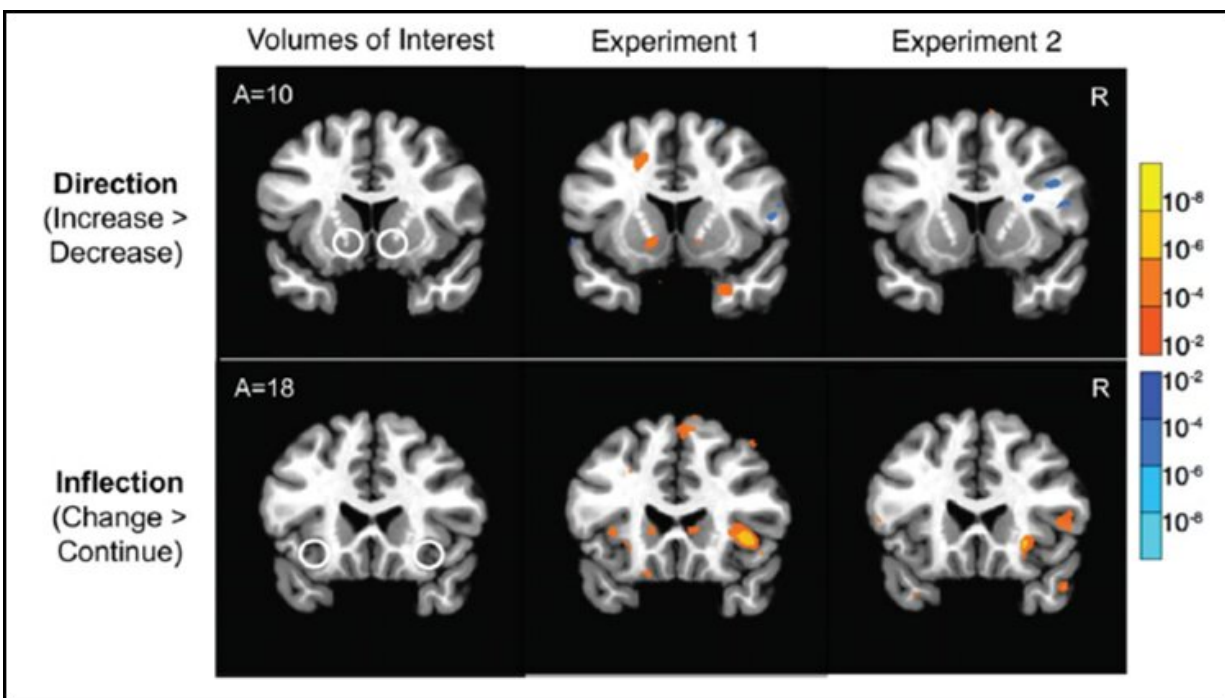 Volumes of Interest Experiment 1 Experiment 2
A=10 R
Direction
(Increase >
Decrease)
10-8
10-6
10-4
10-2
A=18 R
Inflection
(Change >
Continue)
10-2
10-4
10-6
10-8